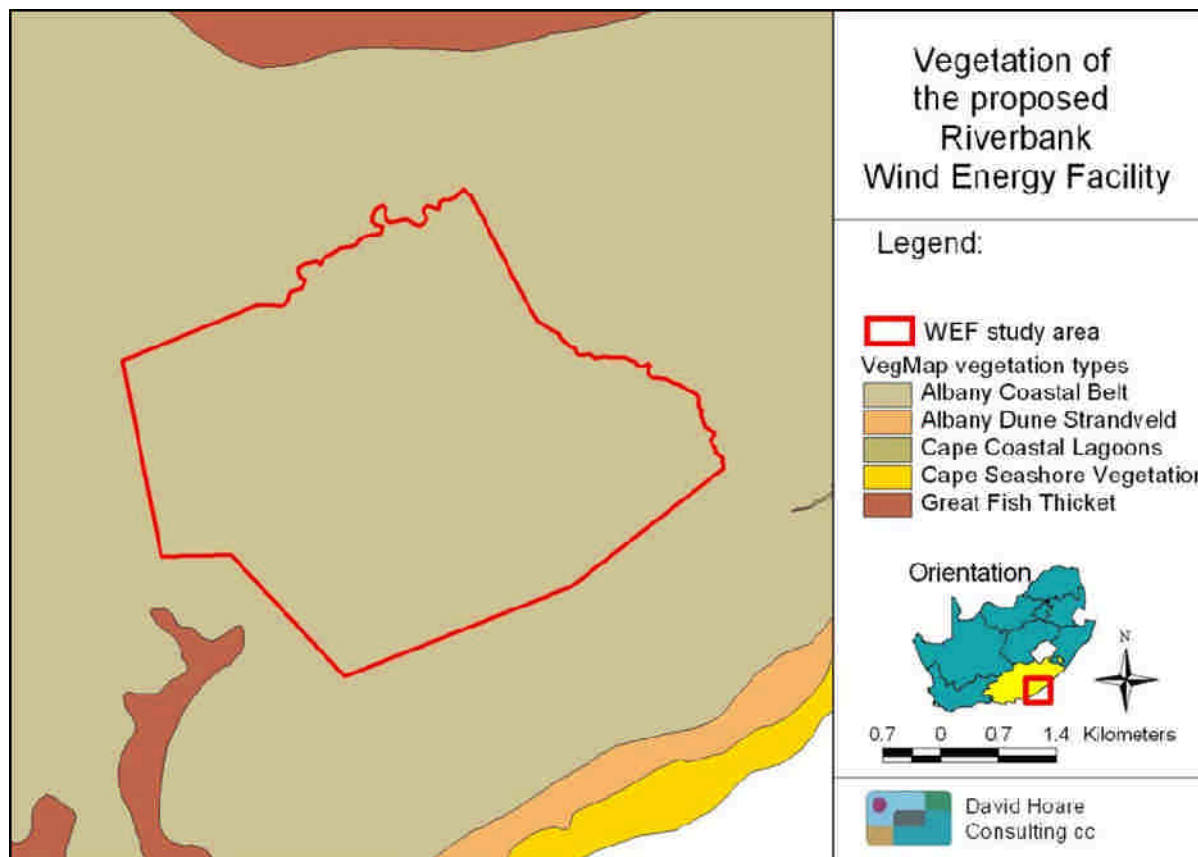 Vegetation of
the proposed
Riverbank
Wind Energy Facility
Legend:
WEF study area
VegMap vegetation types
Albany Coastal Belt
Albany Dune Strandveld
Cape Coastal Lagoons
Cape Seashore Vegetation
Great Fish Thicket
Orientation
N
0.7 0 0.7 1.4 Kilometers
David Hoare
Consulting cc